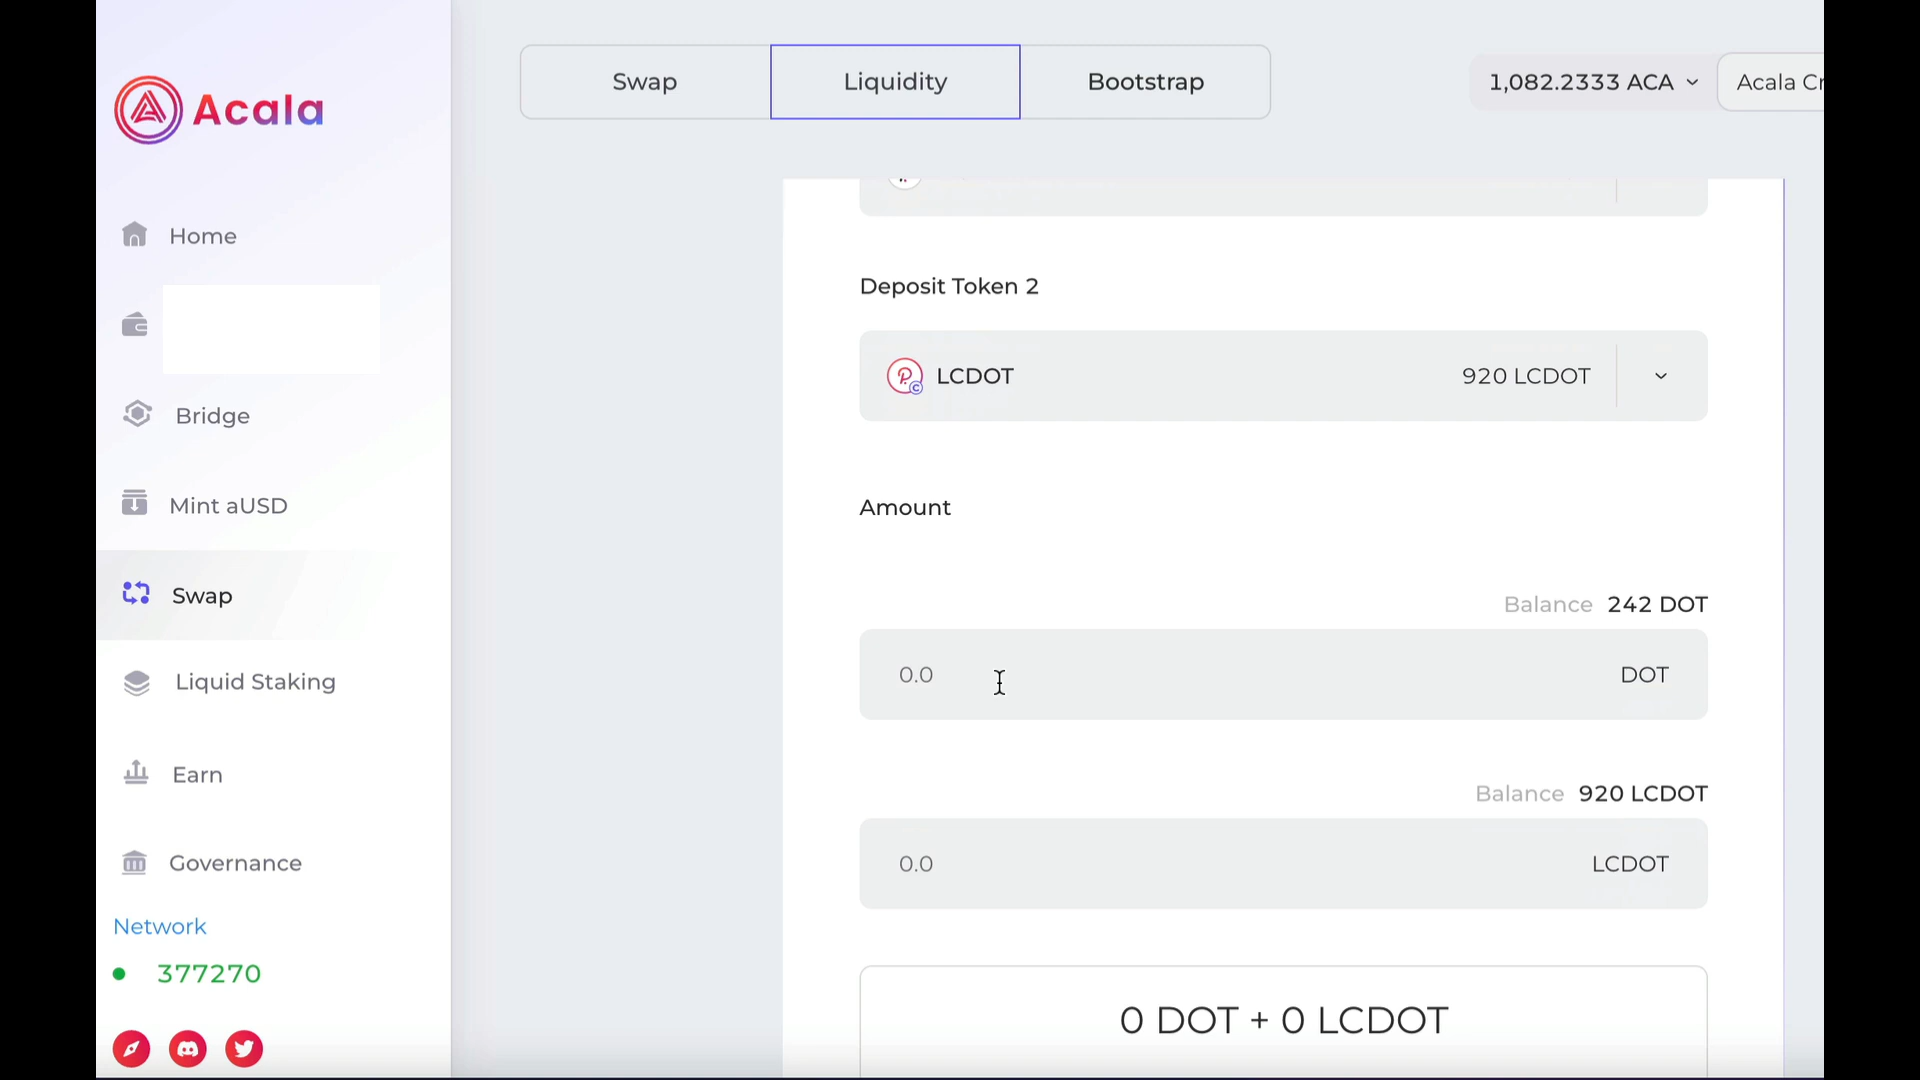 Acala
Swap
Liquidity
Bootstrap
1,082.2333 ACA
Acala Cr
Home
Bridge
Mint aUSD
Swap
Liquid Staking
Earn
Governance
Network
377270
Deposit Token 2
LCDOT
920 LCDOT
Amount
Balance 242 DOT
0.0
DOT
Balance 920 LCDOT
0.0
LCDOT
0 DOT + 0 LCDOT